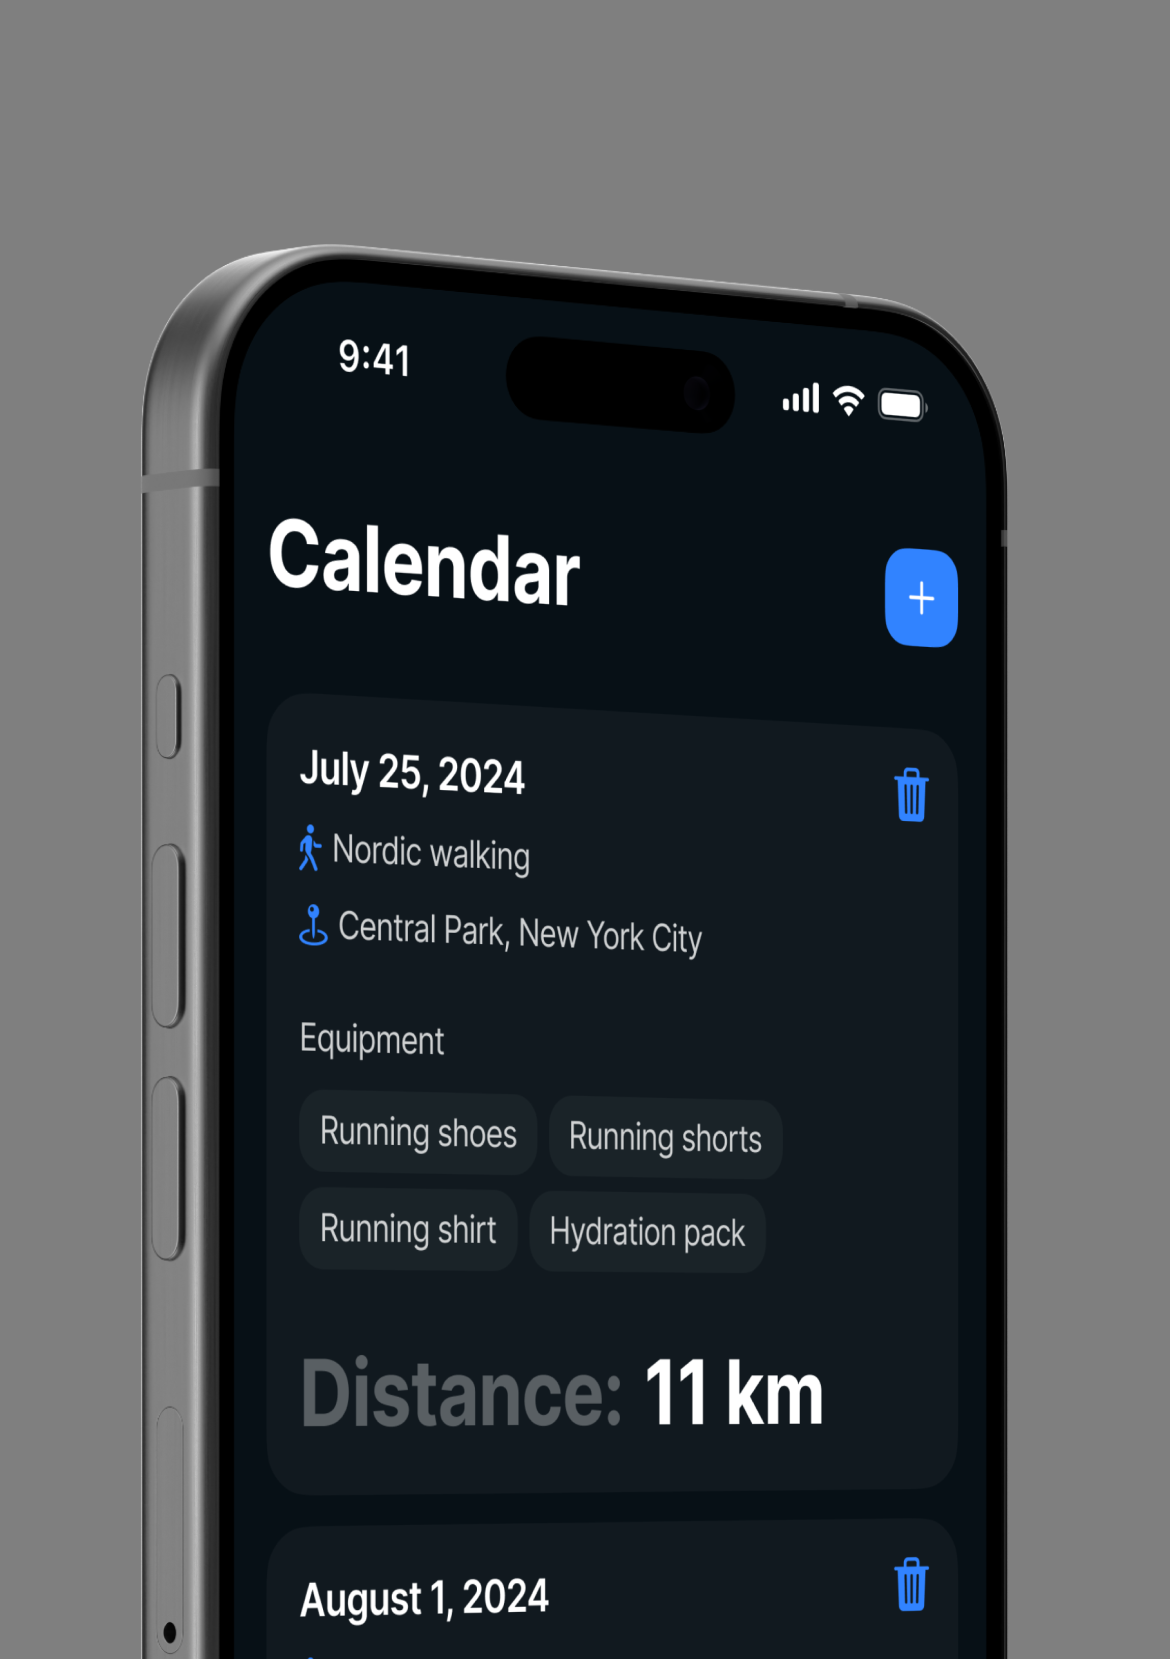 9:41
Calendar
July 25, 2024
Nordic walking
Central Park, New York City
Equipment
Running shoes Running shorts
Running shirt Hydration pack
Distance: 11 km
August 1, 2024